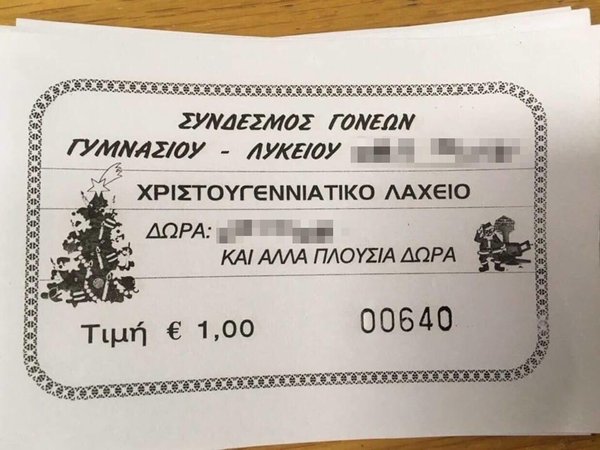 ΣΥΝΔΕΣΜΟΣ ΓΟΝΕΩΝ
ΓΥΜΝΑΣΙΟΥ - ΛΥΚΕΙΟΥ
ΧΡΙΣΤΟΥΓΕΝΝΙΑΤΙΚΟ ΛΑΧΕΙΟ
ΔΩΡΑ:
ΚΑΙ ΑΛΛΑ ΠΛΟΥΣΙΑ ΔΩΡΑ
Τιμή € 1,00 00640